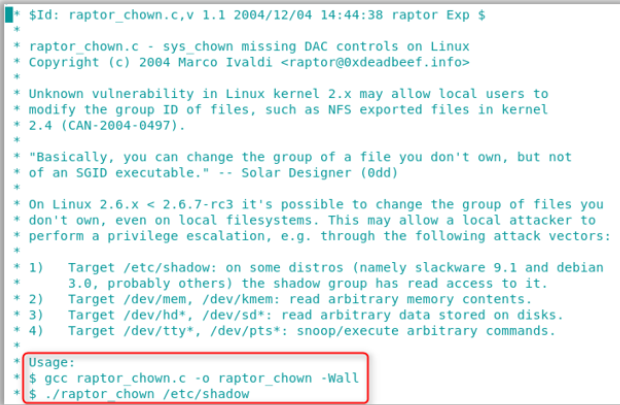 * $Id: raptor_chown.c,v 1.1 2004/12/04 14:44:38 raptor Exp $
*
* raptor_chown.c - sys_chown missing DAC controls on Linux
* Copyright (c) 2004 Marco Ivaldi <raptor@0xdeadbeef.info>
*
* Unknown vulnerability in Linux kernel 2.x may allow local users to
* modify the group ID of files, such as NFS exported files in kernel
* 2.4 (CAN-2004-0497).
*
* "Basically, you can change the group of a file you don't own, but not
* of an SGID executable." -- Solar Designer (0dd)
*
* On Linux 2.6.x < 2.6.7-rc3 it's possible to change the group of files you
* don't own, even on local filesystems. This may allow a local attacker to
* perform a privilege escalation, e.g. through the following attack vectors:
*
* 1)   Target /etc/shadow: on some distros (namely slackware 9.1 and debian
*      3.0, probably others) the shadow group has read access to it.
* 2)   Target /dev/mem, /dev/kmem: read arbitrary memory contents.
* 3)   Target /dev/hd*, /dev/sd*: read arbitrary data stored on disks.
* 4)   Target /dev/tty*, /dev/pts*: snoop/execute arbitrary commands.
*
* Usage:
* $ gcc raptor_chown.c -o raptor_chown -Wall
* $ ./raptor_chown /etc/shadow